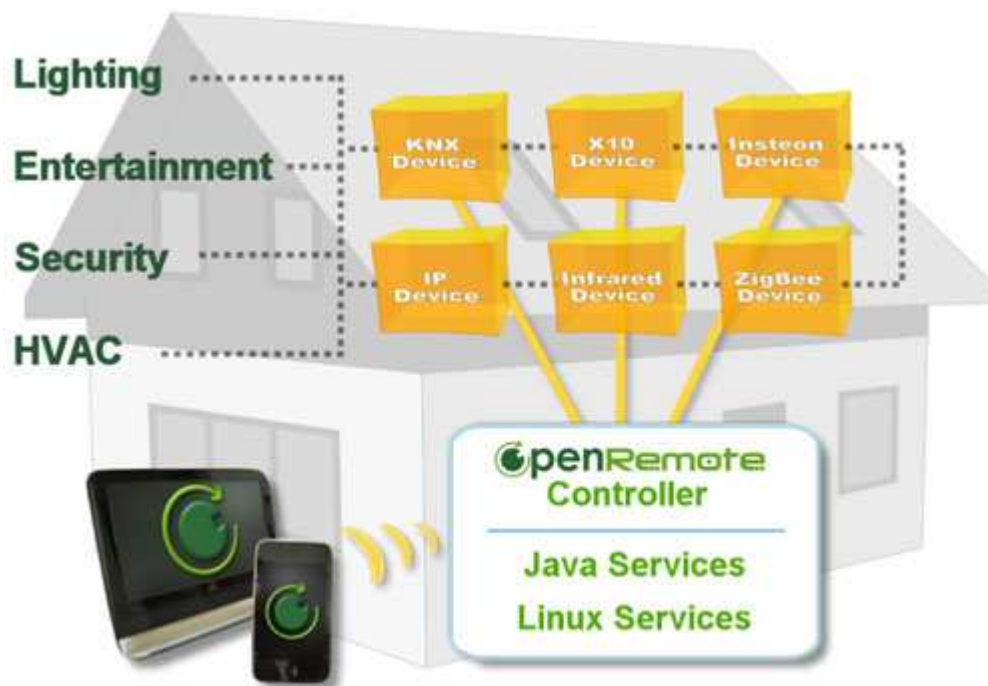 Lighting
Entertainment
Security
HVAC
KNX
Device
X10
Device
Insteon
Device
IP
Device
Infrared
Device
ZigBee
Device
OpenRemote
Controller
Java Services
Linux Services